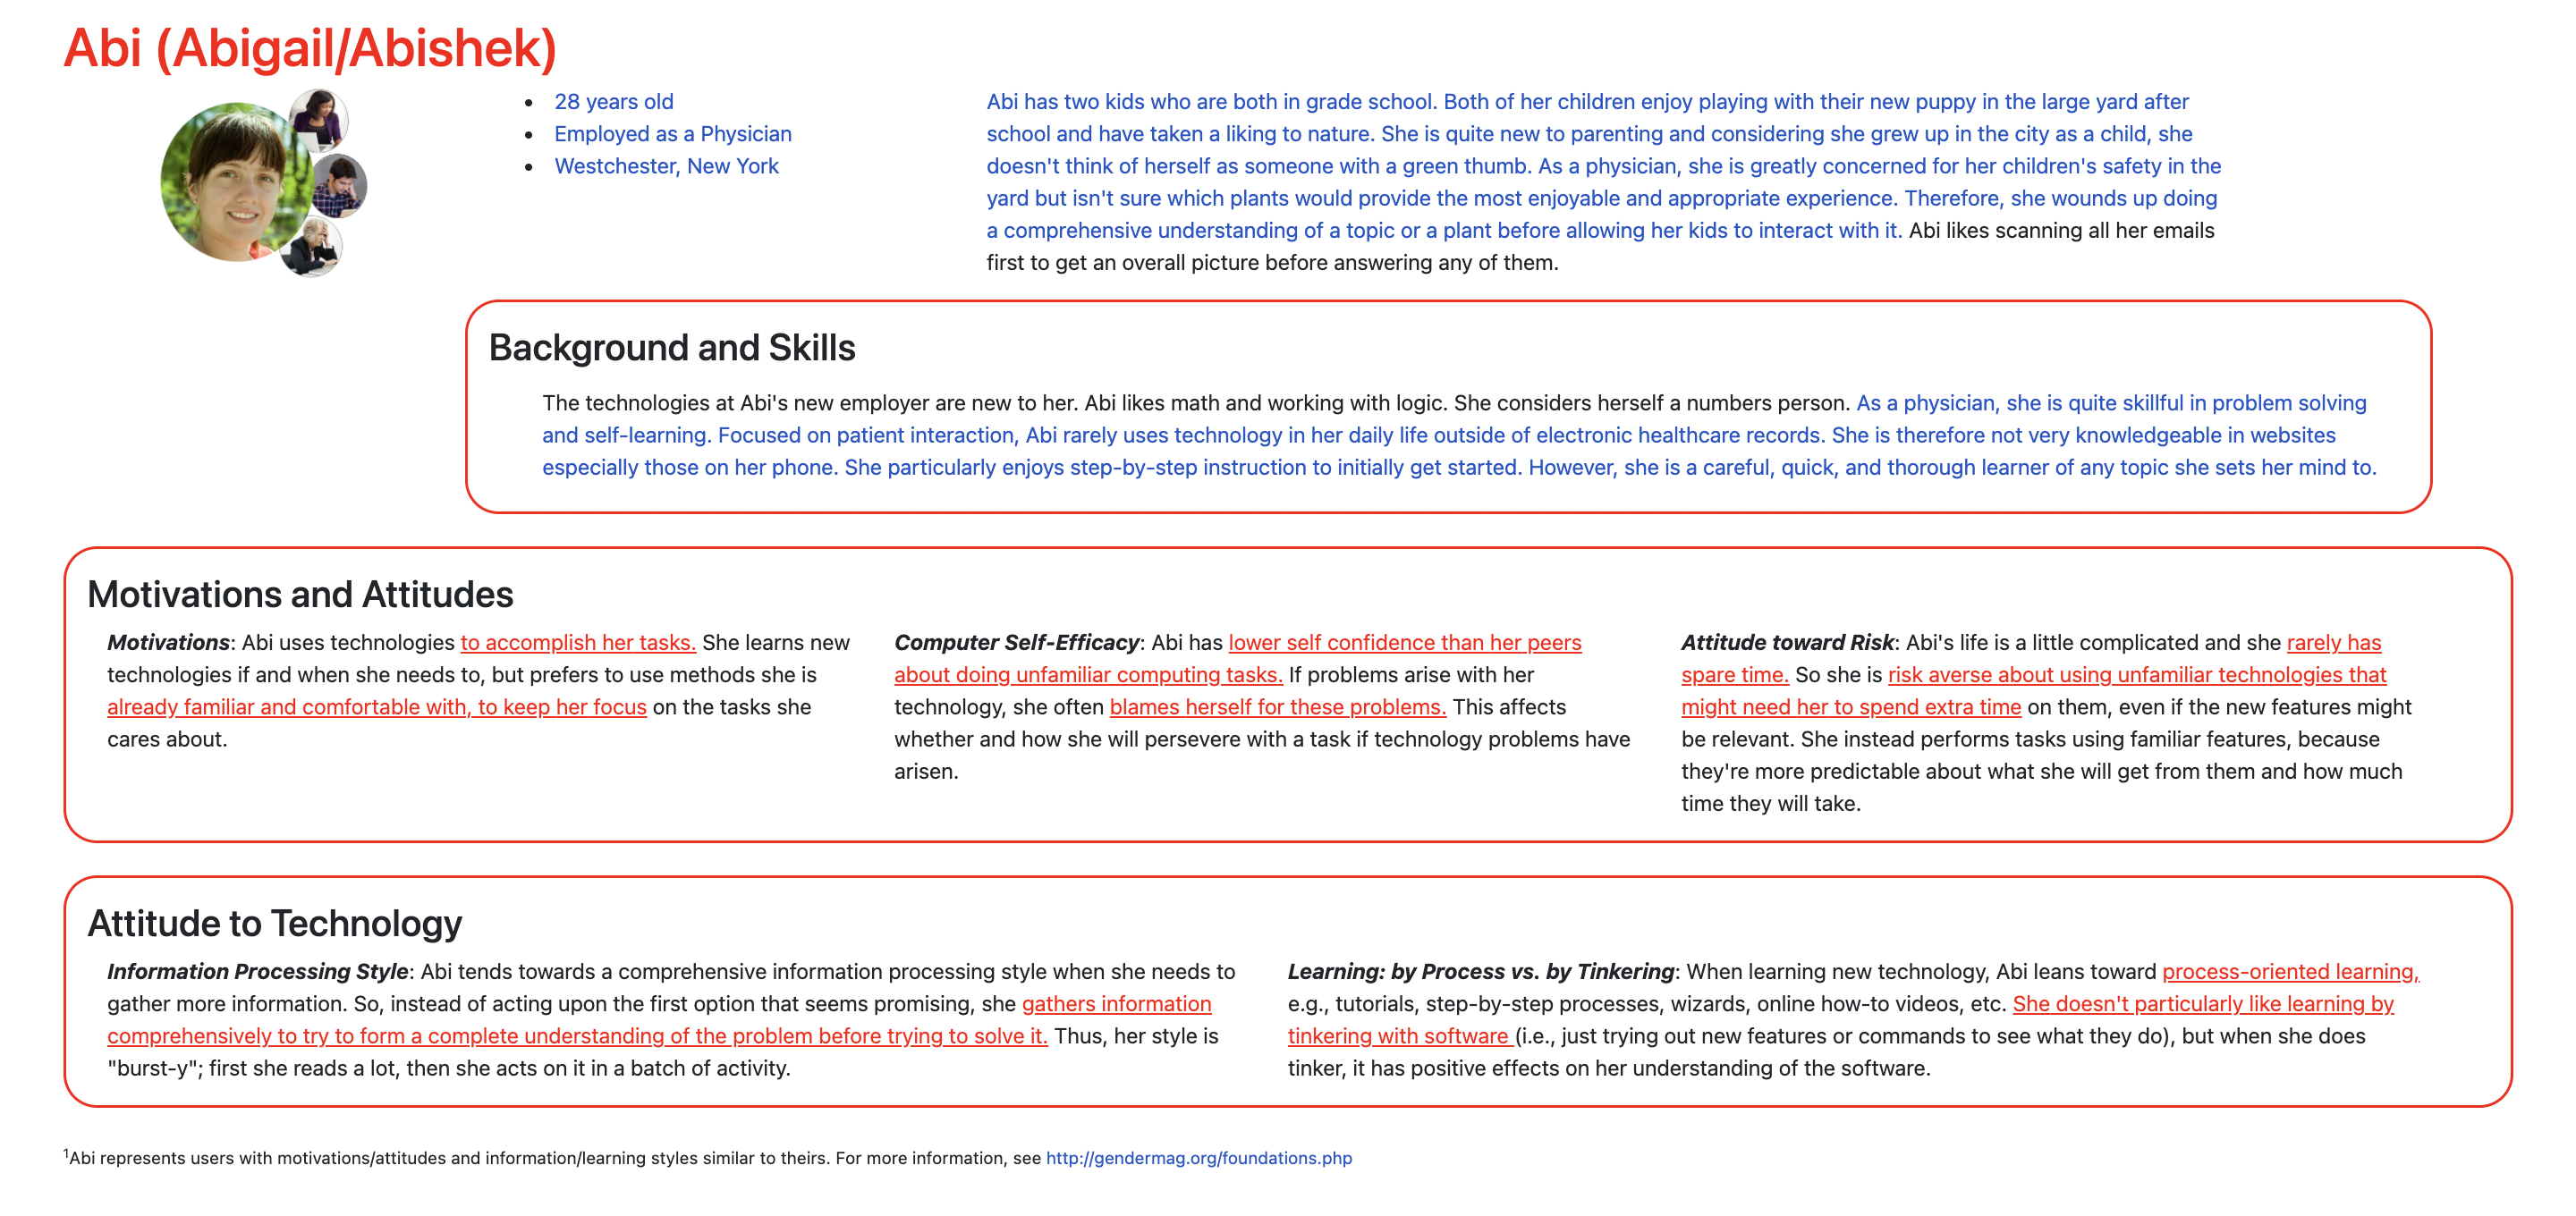 Abi (Abigail/Abishek)
28 years old
Employed as a Physician
Westchester, New York
Abi has two kids who are both in grade school. Both of her children enjoy playing with their new puppy in the large yard after
school and have taken a liking to nature. She is quite new to parenting and considering she grew up in the city as a child, she
doesn't think of herself as someone with a green thumb. As a physician, she is greatly concerned for her children's safety in the
yard but isn't sure which plants would provide the most enjoyable and appropriate experience. Therefore, she wounds up doing
a comprehensive understanding of a topic or a plant before allowing her kids to interact with it. Abi likes scanning all her emails
first to get an overall picture before answering any of them.
Background and Skills
The technologies at Abi's new employer are new to her. Abi likes math and working with logic. She considers herself a numbers person. As a physician, she is quite skillful in problem solving
and self-learning. Focused on patient interaction, Abi rarely uses technology in her daily life outside of electronic healthcare records. She is therefore not very knowledgeable in websites
especially those on her phone. She particularly enjoys step-by-step instruction to initially get started. However, she is a careful, quick, and thorough learner of any topic she sets her mind to.
Motivations and Attitudes
Motivations: Abi uses technologies to accomplish her tasks. She learns new
technologies if and when she needs to, but prefers to use methods she is
already familiar and comfortable with, to keep her focus on the tasks she
cares about.
Computer Self-Efficacy: Abi has lower self confidence than her peers
about doing unfamiliar computing tasks. If problems arise with her
technology, she often blames herself for these problems. This affects
whether and how she will persevere with a task if technology problems have
arisen.
Attitude toward Risk: Abi's life is a little complicated and she rarely has
spare time. So she is risk averse about using unfamiliar technologies that
might need her to spend extra time on them, even if the new features might
be relevant. She instead performs tasks using familiar features, because
they're more predictable about what she will get from them and how much
time they will take.
Attitude to Technology
Information Processing Style: Abi tends towards a comprehensive information processing style when she needs to
gather more information. So, instead of acting upon the first option that seems promising, she gathers information
comprehensively to try to form a complete understanding of the problem before trying to solve it. Thus, her style is
"burst-y"; first she reads a lot, then she acts on it in a batch of activity.
Learning: by Process vs. by Tinkering: When learning new technology, Abi leans toward process-oriented learning,
e.g., tutorials, step-by-step processes, wizards, online how-to videos, etc. She doesn't particularly like learning by
tinkering with software (i.e., just trying out new features or commands to see what they do), but when she does
tinker, it has positive effects on her understanding of the software.
1Abi represents users with motivations/attitudes and information/learning styles similar to theirs. For more information, see http://gendermag.org/foundations.php